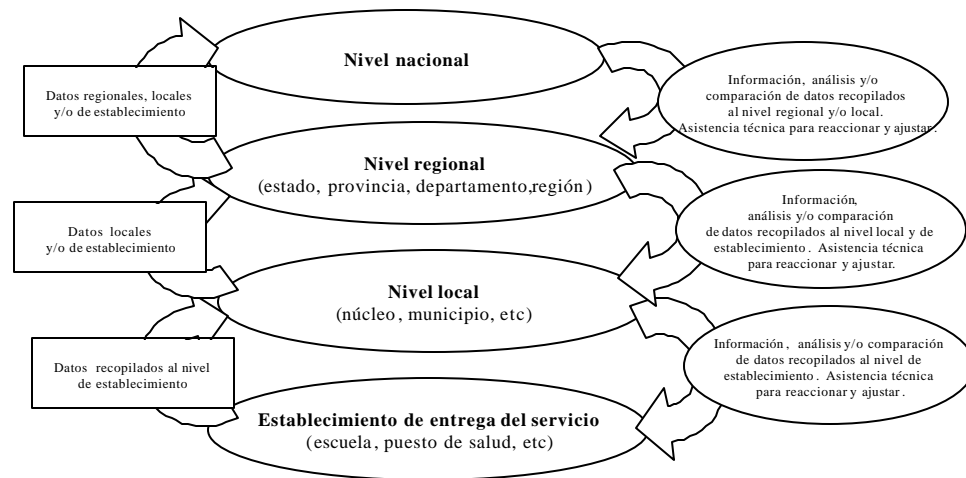 Nivel nacional
Datos regionales, locales
y/o de establecimiento
Información, análisis y/o
comparación de datos recopilados
al nivel regional y/o local.
Asistencia técnica para reaccionar y ajustar.
Nivel regional
(estado, provincia, departamento,región)
Datos locales
y/o de establecimiento
Información,
análisis y/o comparación
de datos recopilados al nivel local y de
establecimiento. Asistencia técnica
para reaccionar y ajustar.
Nivel local
(núcleo, municipio, etc)
Datos recopilados al nivel
de establecimiento
Información, análisis y/o comparación
de datos recopilados al nivel de
establecimiento. Asistencia técnica
para reaccionar y ajustar.
Establecimiento de entrega del servicio
(escuela, puesto de salud, etc)